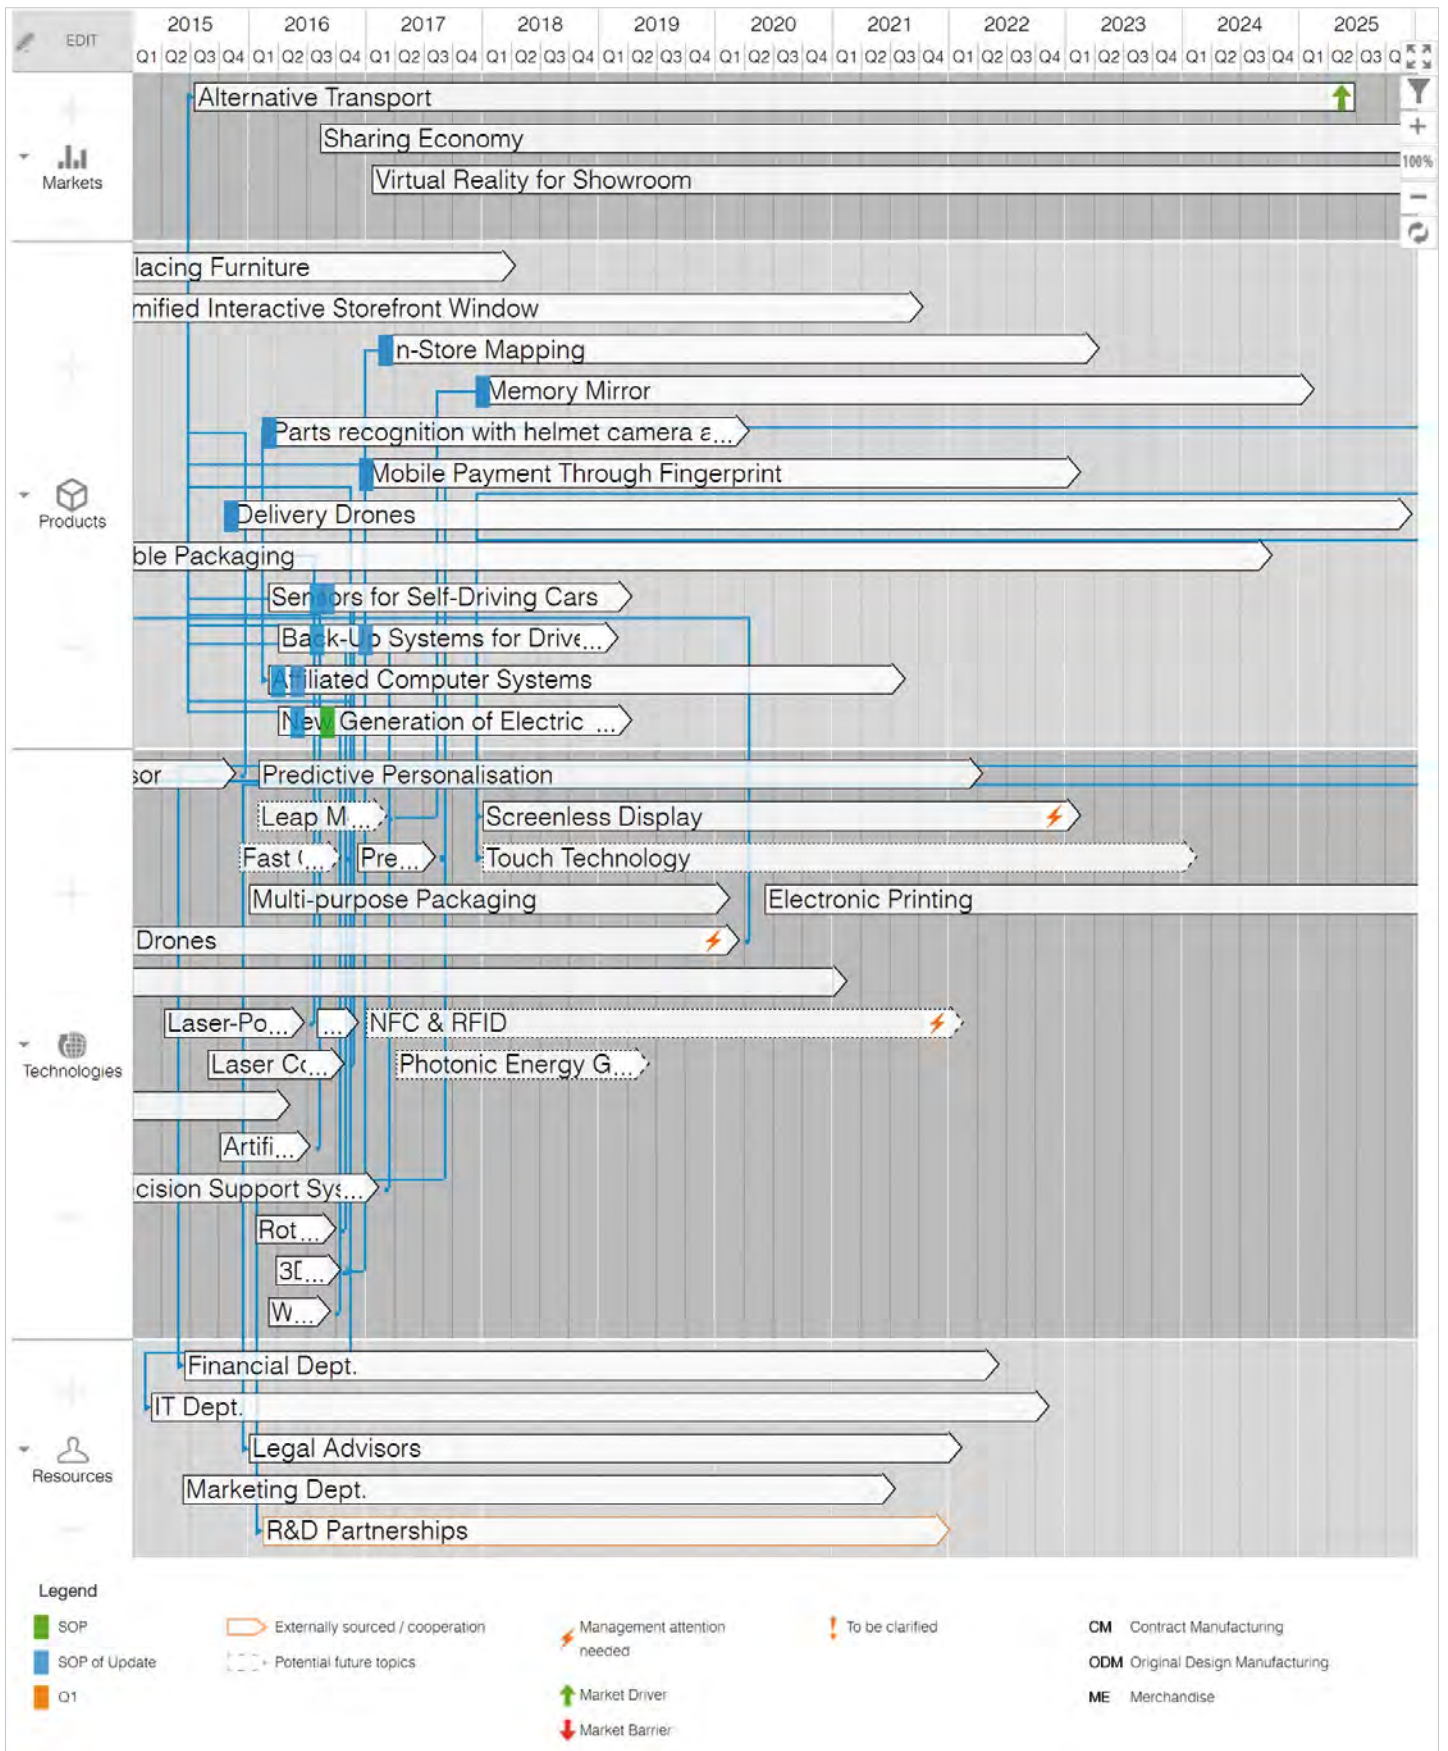 2015 2016 2017 2018 2019 2020 2021 2022 2023 2024 2025
EDIT
Q1 Q2 Q3 Q4 Q1 Q2 Q3 Q4 Q1 Q2 Q3 Q4 Q1 Q2 Q3 Q4 Q1 Q2 Q3 Q4 Q1 Q2 Q3 Q4 Q1 Q2 Q3 Q4 Q1 Q2 Q3 Q4 Q1 Q2 Q3 Q4 Q1 Q2 Q3 Q4 Q1 Q2 Q3 Q
Alternative Transport
Sharing Economy
100%
Virtual Reality for Showroom
Markets
lacing Furniture
mified Interactive Storefront Window
n-Store Mapping
Memory Mirror
Parts recognition with helmet camera a...
Mobile Payment Through Fingerprint
Delivery Drones
Products
ble Packaging
Sensors for Self-Driving Cars
Back-Up Systems for Drive...
Affiliated Computer Systems
New Generation of Electric ...
sor
Predictive Personalisation
Leap M...
Screenless Display
Fast ...
Pre...
Touch Technology
Multi-purpose Packaging
Electronic Printing
Drones
Laser-Po...
...
NFC & RFID
Laser Co...
Photonic Energy G...
Technologies
Artifi...
cision Support Sys...
Rot...
3D...
W...
Financial Dept.
IT Dept.
Legal Advisors
Resources
Marketing Dept.
R&D Partnerships
Legend
SOP
SOP of Update
Q1
Externally sourced / cooperation
Potential future topics
Management attention
needed
Market Driver
Market Barrier
To be clarified
CM Contract Manufacturing
ODM Original Design Manufacturing
ME Merchandise